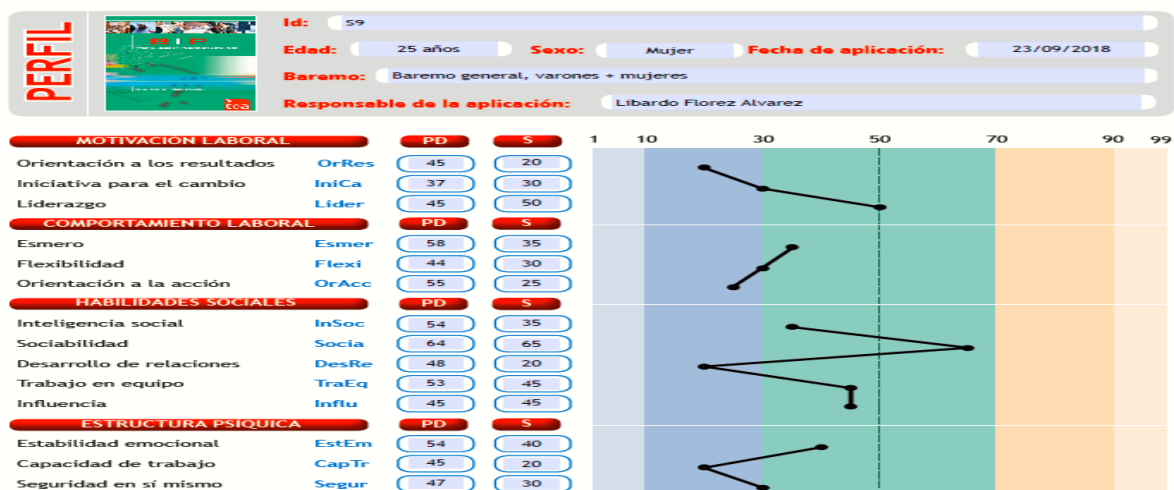 PERFIL
BIP
tea
Id: S9
Edad: 25 años Sexo: Mujer Fecha de aplicación: 23/09/2018
Baremo: Baremo general, varones + mujeres
Responsable de la aplicación: Libardo Florez Alvarez
MOTIVACIÓN LABORAL PD S 1 10 30 50 70 90 99
Orientación a los resultados OrRes 45 20
Iniciativa para el cambio IniCa 37 30
Liderazgo Lider 45 50
COMPORTAMIENTO LABORAL PD S
Esmero Esmer 58 35
Flexibilidad Flexi 44 30
Orientación a la acción OrAcc 55 25
HABILIDADES SOCIALES PD S
Inteligencia social InSoc 54 35
Sociabilidad Socia 64 65
Desarrollo de relaciones DesRe 48 20
Trabajo en equipo TraEq 53 45
Influencia Influ 45 45
ESTRUCTURA PSIQUICA PD S
Estabilidad emocional EstEm 54 40
Capacidad de trabajo CapTr 45 20
Seguridad en sí mismo Segur 47 30